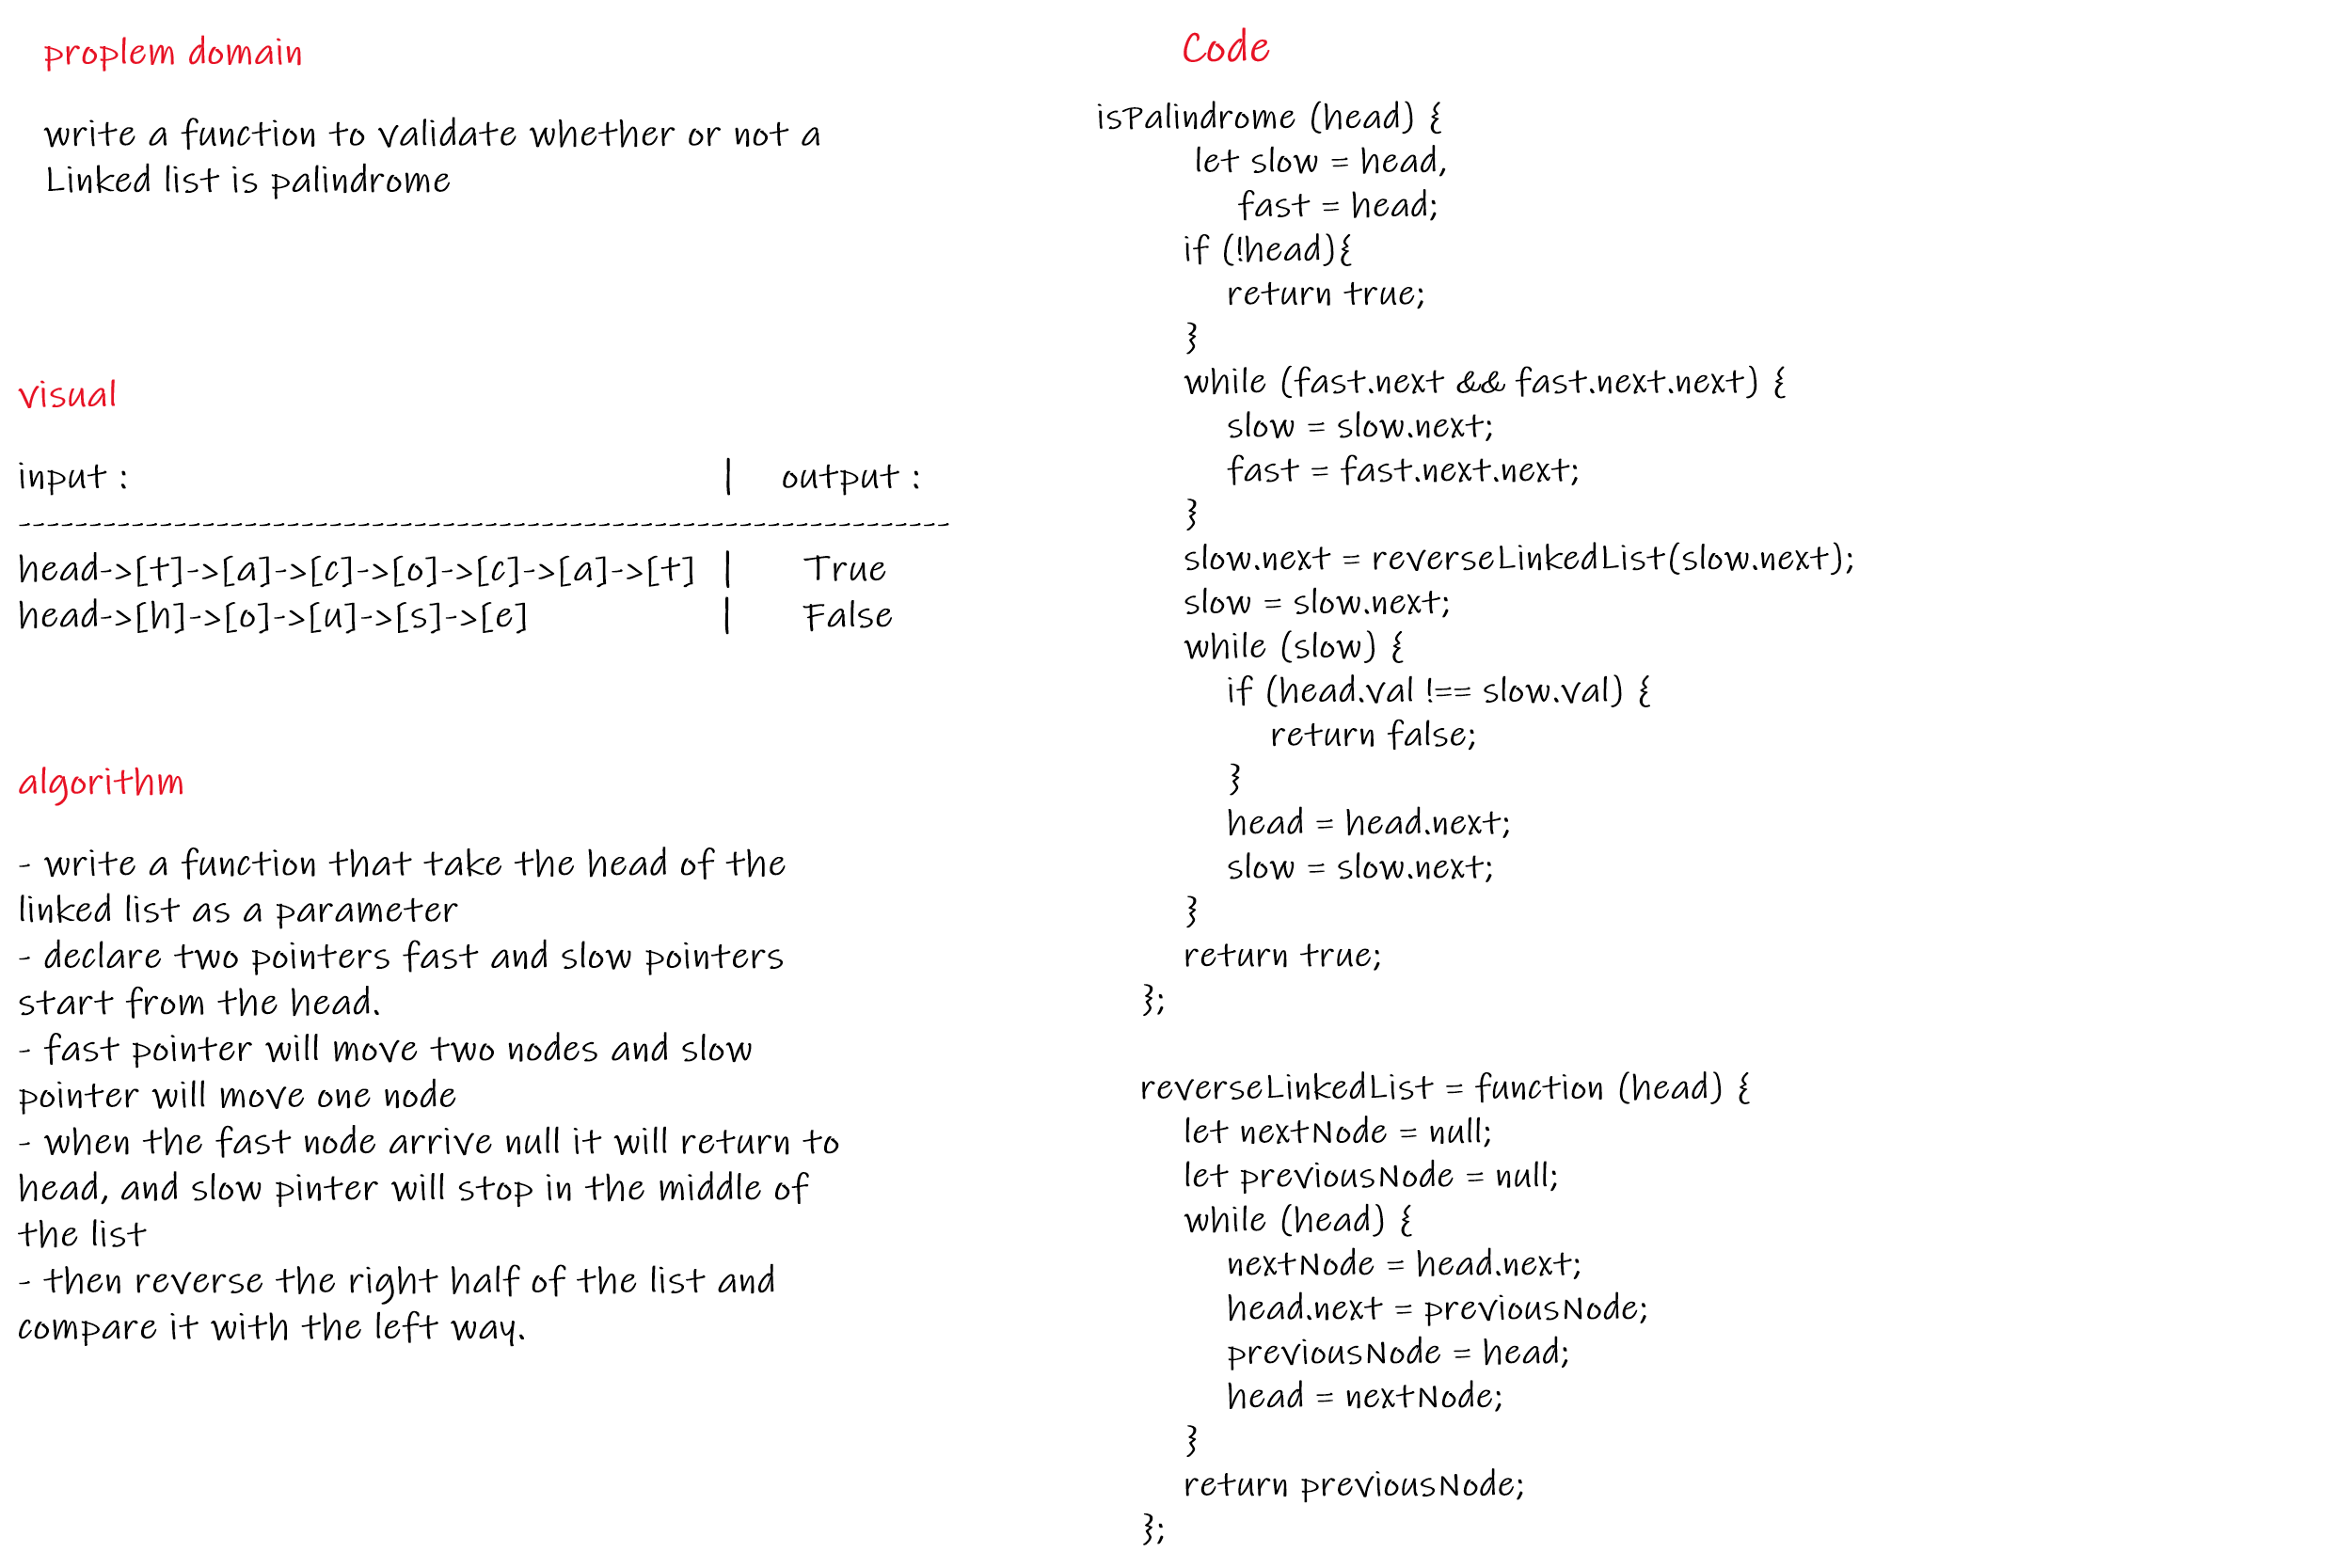 proplem domain
write a function to validate whether or not a
Linked list is palindrome
visual
input : | output :
------------------------------------------------------------------
head->[t]->[a]->[c]->[o]->[c]->[a]->[t] | True
head->[h]->[o]->[u]->[s]->[e] | False
algorithm
- write a function that take the head of the
linked list as a parameter
- declare two pointers fast and slow pointers
start from the head.
- fast pointer will move two nodes and slow
pointer will move one node
- when the fast node arrive null it will return to
head, and slow pinter will stop in the middle of
the list
- then reverse the right half of the list and
compare it with the left way.
Code
isPalindrome (head) {
let slow = head,
fast = head;
if (!head){
return true;
}
while (fast.next && fast.next.next) {
slow = slow.next;
fast = fast.next.next;
}
slow.next = reverseLinkedList(slow.next);
slow = slow.next;
while (slow) {
if (head.val !== slow.val) {
return false;
}
head = head.next;
slow = slow.next;
}
return true;
};
reverseLinkedList = function (head) {
let nextNode = null;
let previousNode = null;
while (head) {
nextNode = head.next;
head.next = previousNode;
previousNode = head;
head = nextNode;
}
return previousNode;
};